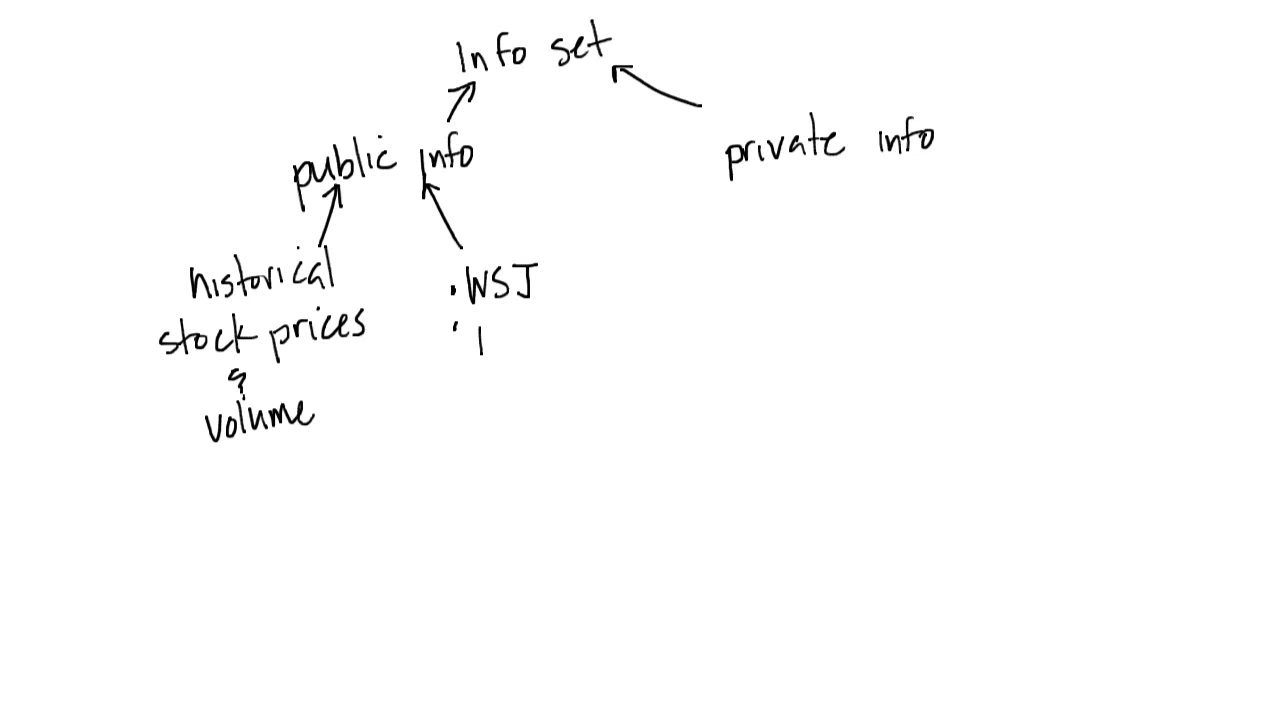 Info set
public info
private info
historical
stock prices
&
volume
• WSJ
•